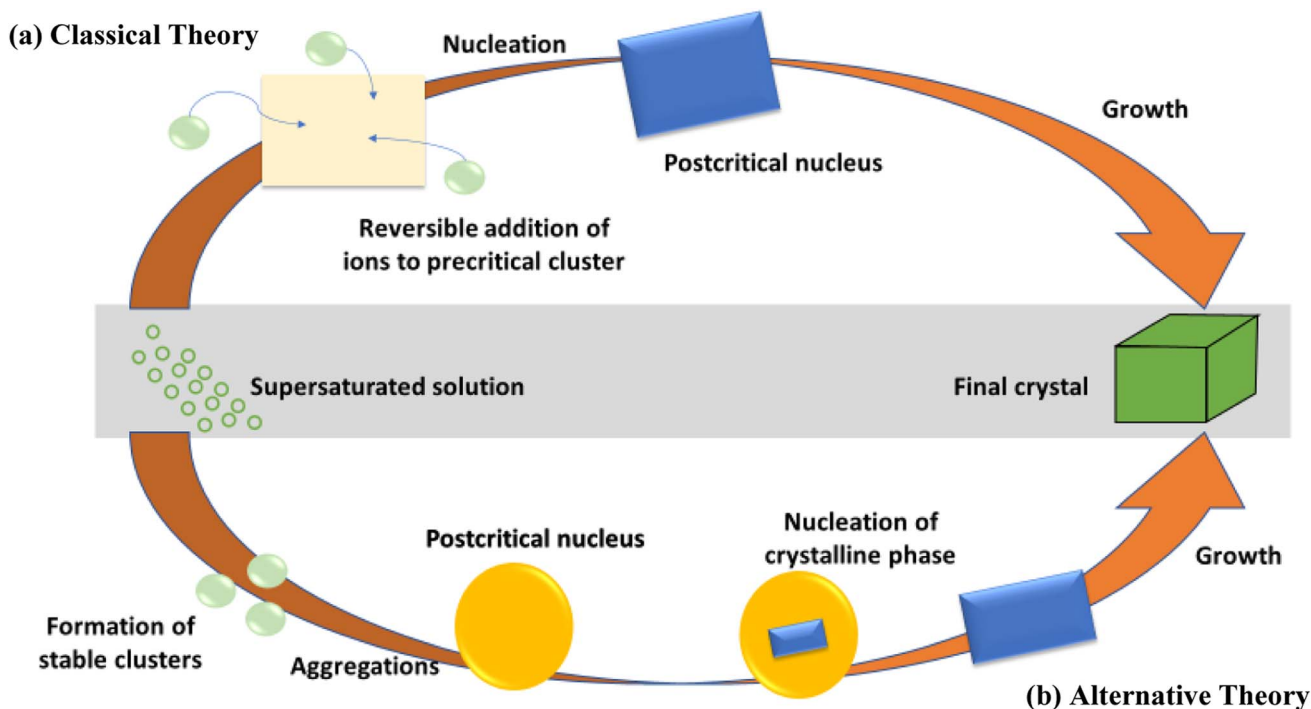 (a) Classical Theory
Nucleation
Growth
Postcritical nucleus
Reversible addition of
ions to precritical cluster
Supersaturated solution
Final crystal
Postcritical nucleus
Nucleation of
crystalline phase
Growth
Formation of
stable clusters
Aggregations
(b) Alternative Theory